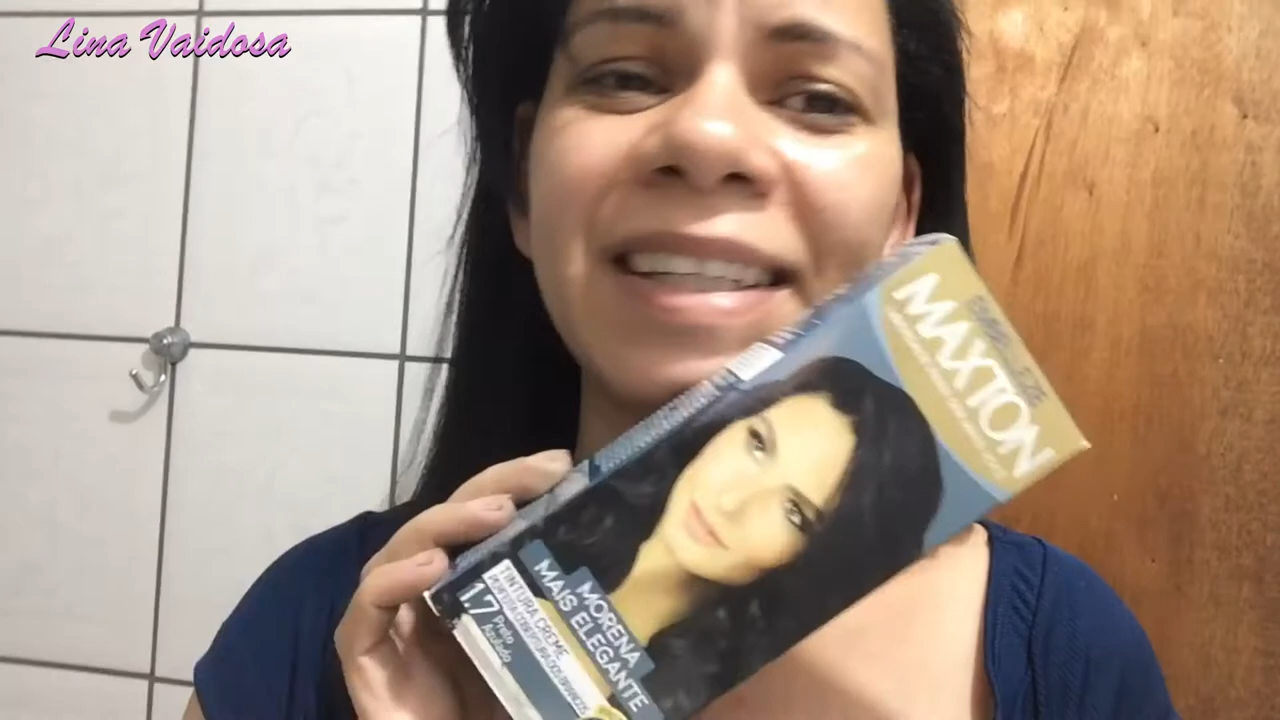 Lina Vaidosa
MAXTON
MORENA
MAIS ELEGANTE
TINTURA CREME
1.7 Preto
Azulado